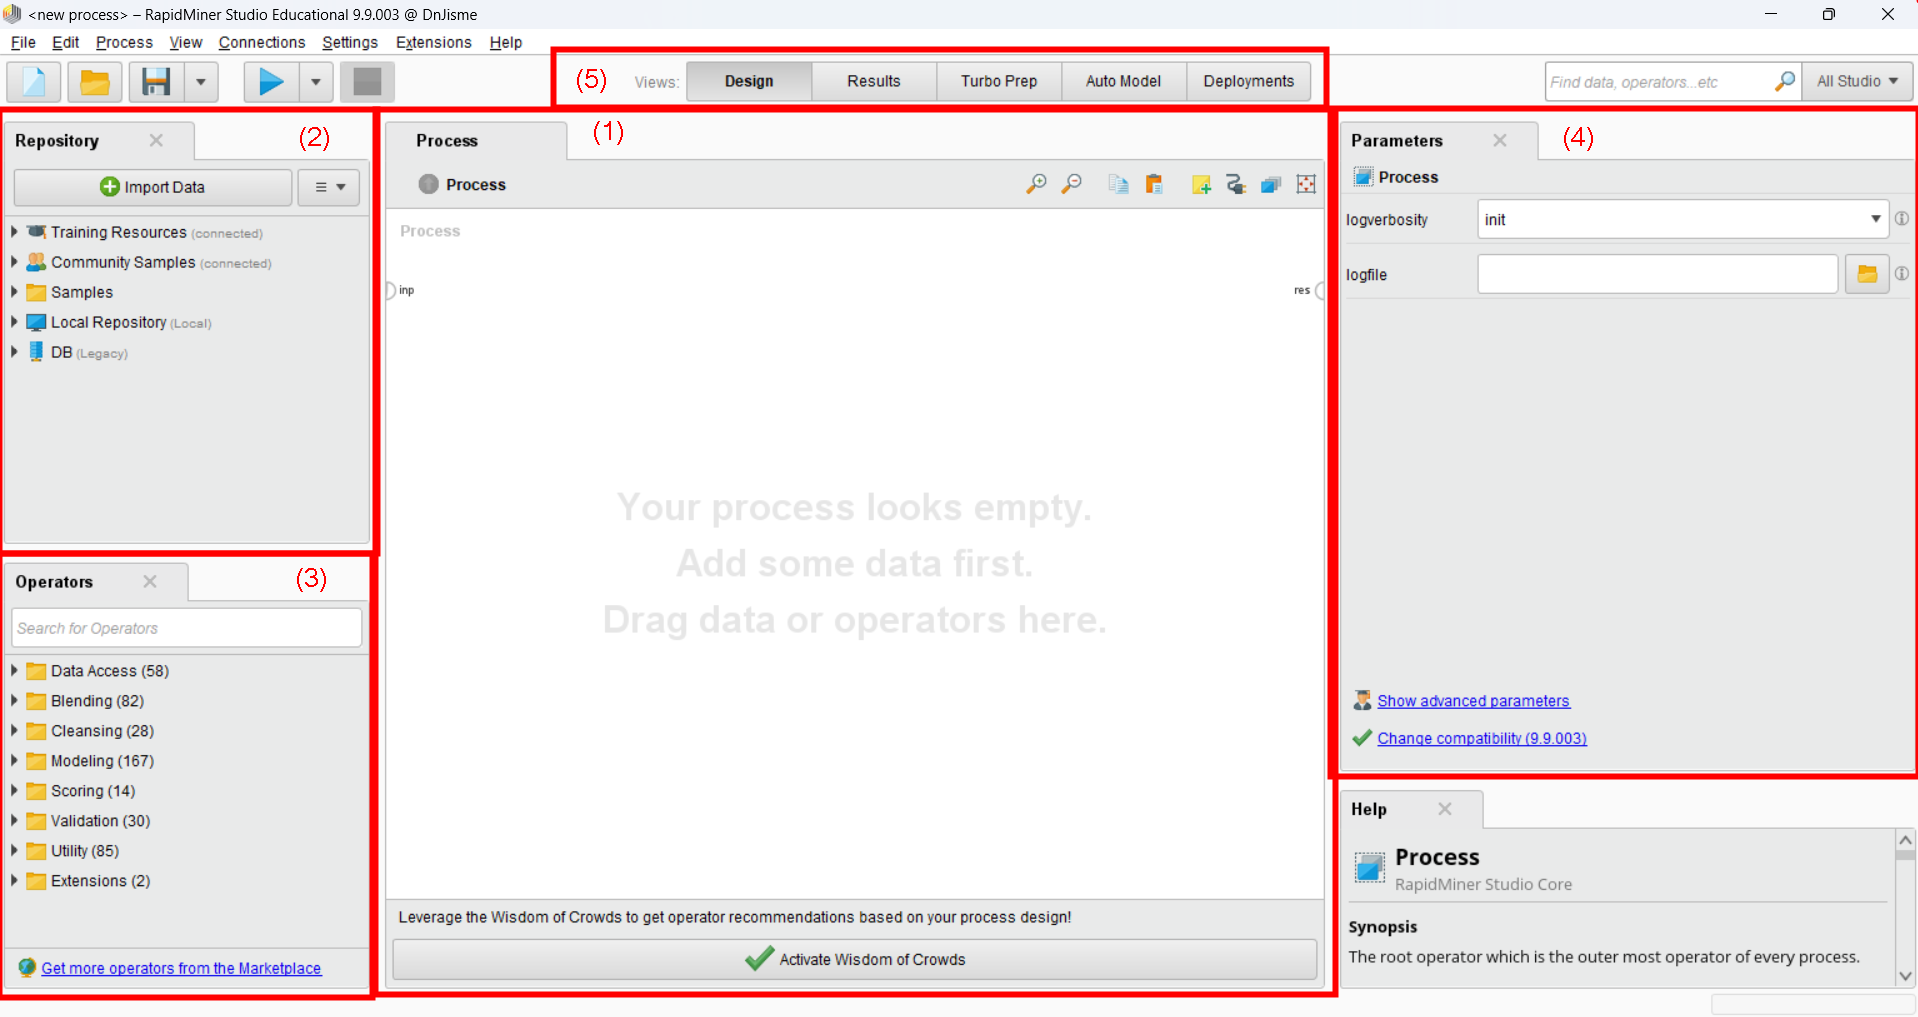 <new process> – RapidMiner Studio Educational 9.9.003 @ DnJisme
File Edit Process View Connections Settings Extensions Help
(5) Views: Design Results Turbo Prep Auto Model Deployments
Find data, operators...etc All Studio
Repository (2)
Import Data
Training Resources (connected)
Community Samples (connected)
Samples
Local Repository (Local)
DB (Legacy)
Operators (3)
Search for Operators
Data Access (58)
Blending (82)
Cleansing (28)
Modeling (167)
Scoring (14)
Validation (30)
Utility (85)
Extensions (2)
Get more operators from the Marketplace
Process (1)
Process
Process
inp res
Your process looks empty.
Add some data first.
Drag data or operators here.
Leverage the Wisdom of Crowds to get operator recommendations based on your process design!
Activate Wisdom of Crowds
Parameters (4)
Process
logverbosity init
logfile
Show advanced parameters
Change compatibility (9.9.003)
Help
Process
RapidMiner Studio Core
Synopsis
The root operator which is the outer most operator of every process.